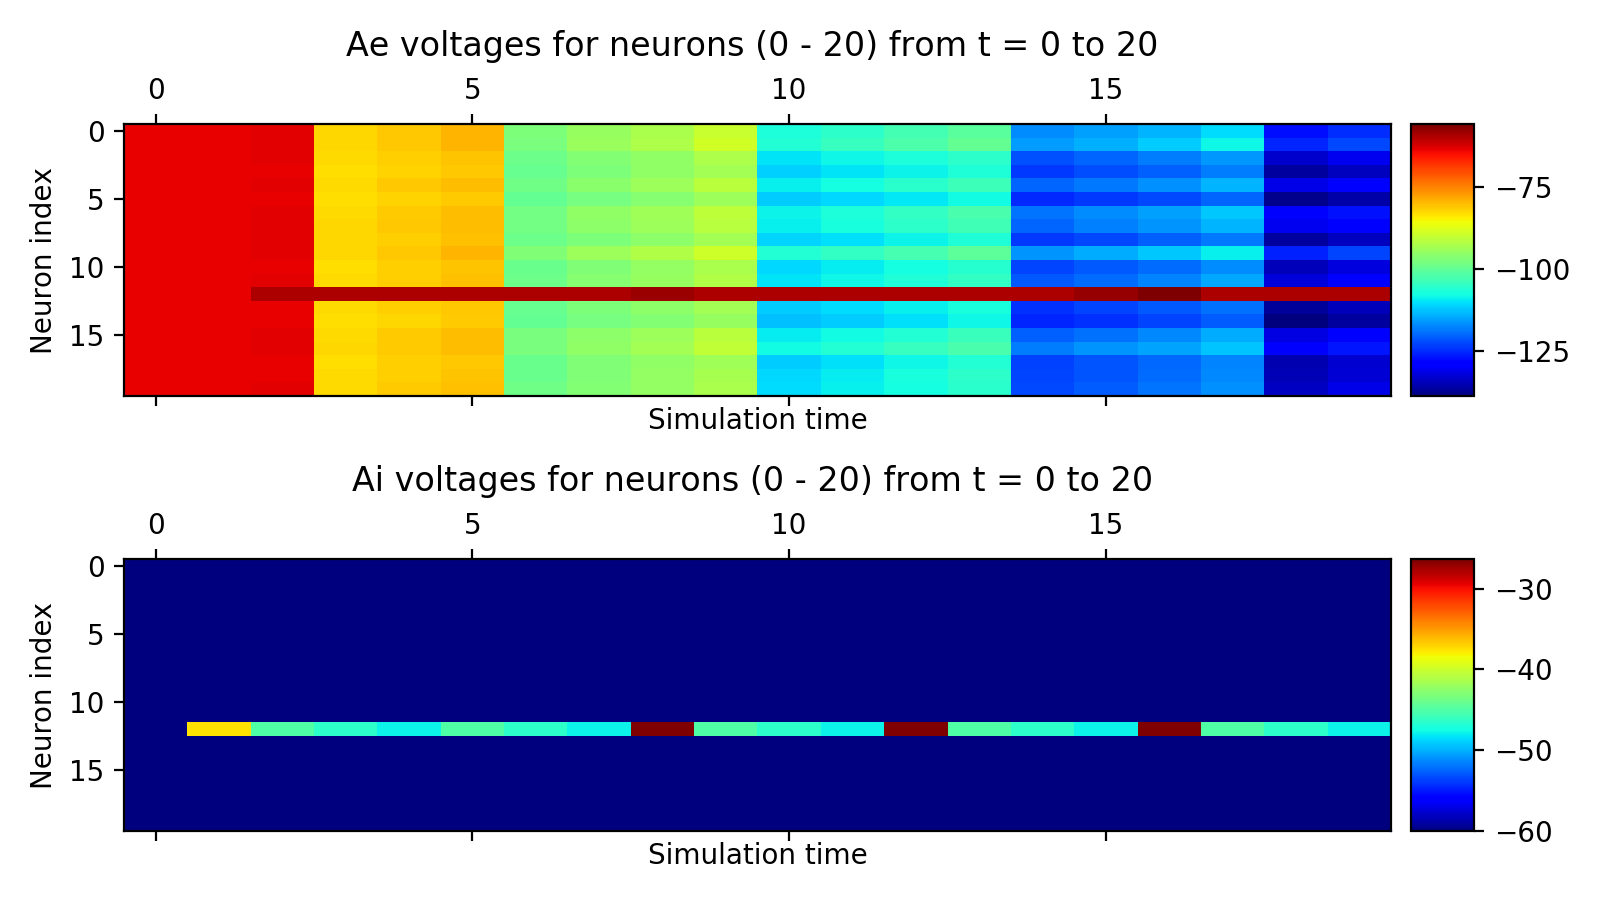 Ae voltages for neurons (0 - 20) from t = 0 to 20
0 5 10 15
Neuron index
0
5
10
15
Simulation time
−75
−100
−125
Ai voltages for neurons (0 - 20) from t = 0 to 20
0 5 10 15
Neuron index
0
5
10
15
Simulation time
−30
−40
−50
−60